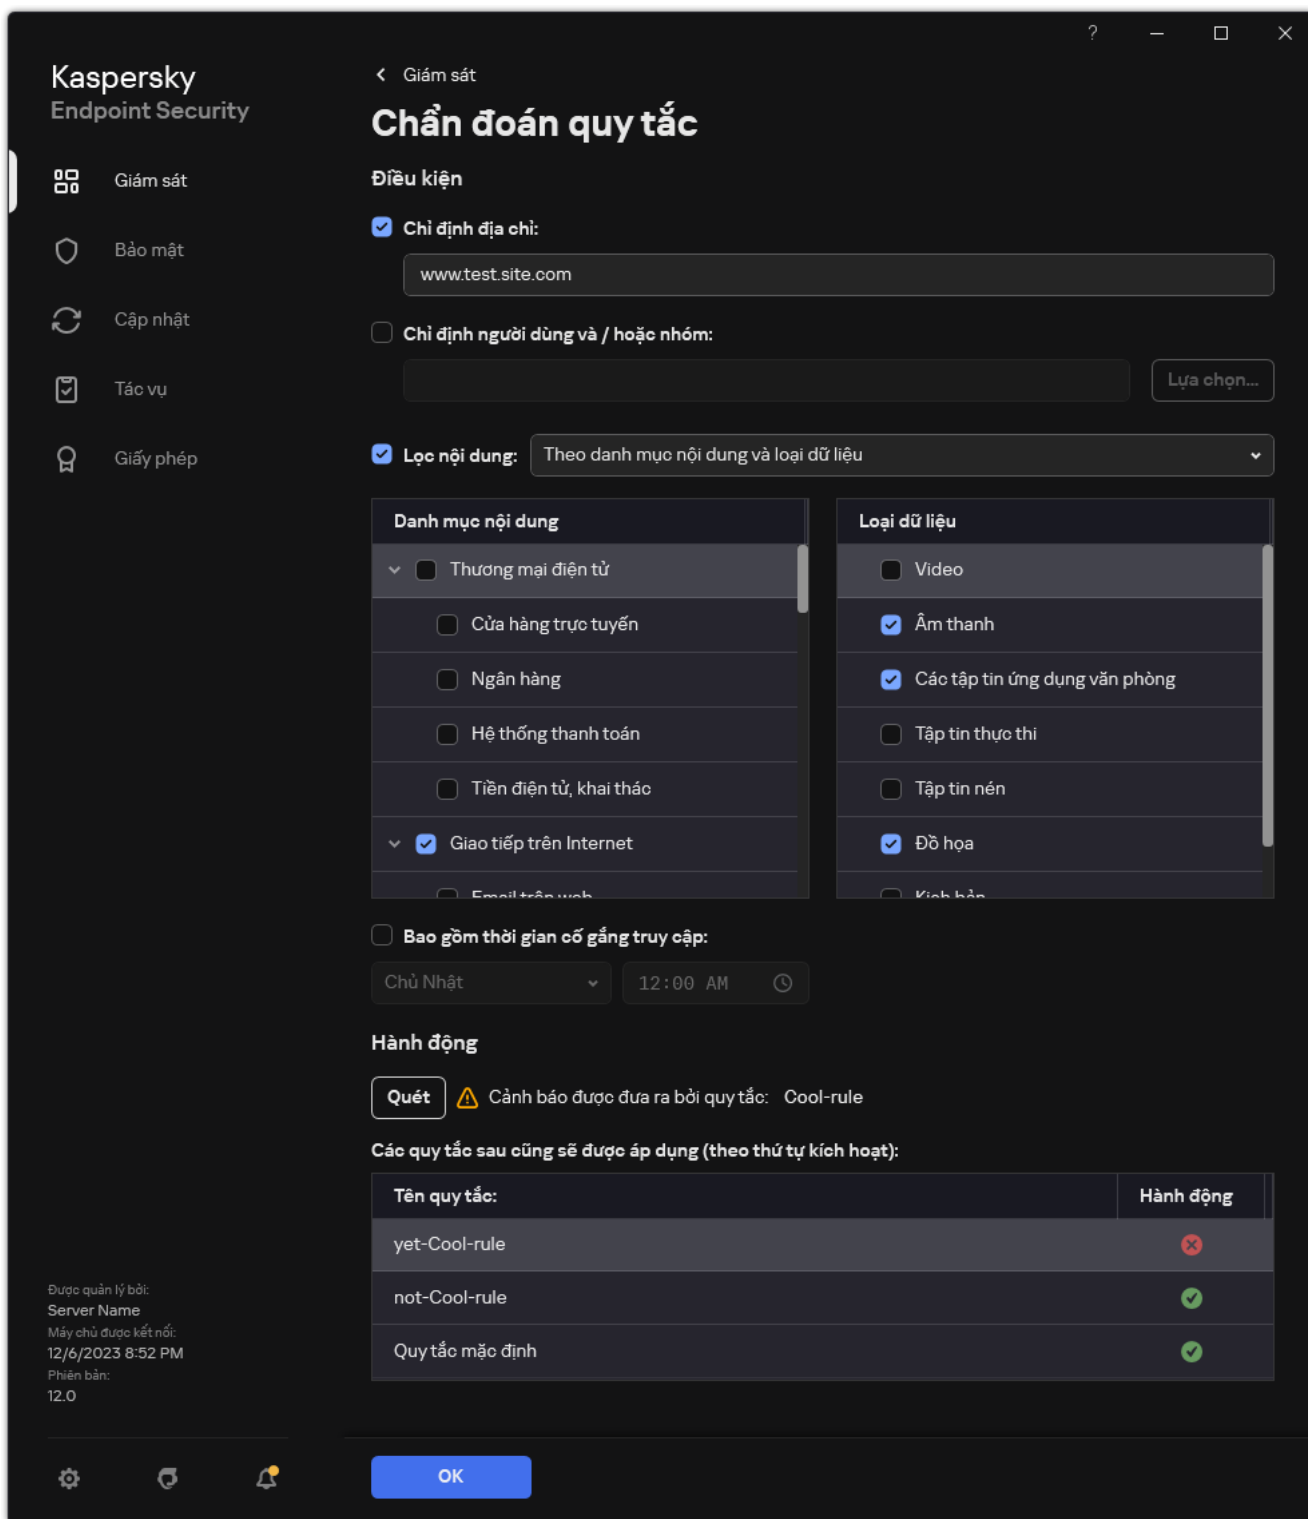 ?
Kaspersky
Endpoint Security
Giám sát
Bảo mật
Cập nhật
Tác vụ
Giấy phép
Được quản lý bởi:
Server Name
Máy chủ được kết nối:
12/6/2023 8:52 PM
Phiên bản:
12.0
Giám sát
Chẩn đoán quy tắc
Điều kiện
Chỉ định địa chỉ:
www.test.site.com
Chỉ định người dùng và / hoặc nhóm:
Lựa chọn...
Lọc nội dung:
Theo danh mục nội dung và loại dữ liệu
Danh mục nội dung
Thương mại điện tử
Cửa hàng trực tuyến
Ngân hàng
Hệ thống thanh toán
Tiền điện tử, khai thác
Giao tiếp trên Internet
Email trên web
Loại dữ liệu
Video
Âm thanh
Các tập tin ứng dụng văn phòng
Tập tin thực thi
Tập tin nén
Đồ họa
Kịch bản
Bao gồm thời gian cố gắng truy cập:
Chủ Nhật
12:00 AM
Hành động
Quét
Cảnh báo được đưa ra bởi quy tắc: Cool-rule
Các quy tắc sau cũng sẽ được áp dụng (theo thứ tự kích hoạt):
Tên quy tắc:
Hành động
yet-Cool-rule
not-Cool-rule
Quy tắc mặc định
OK